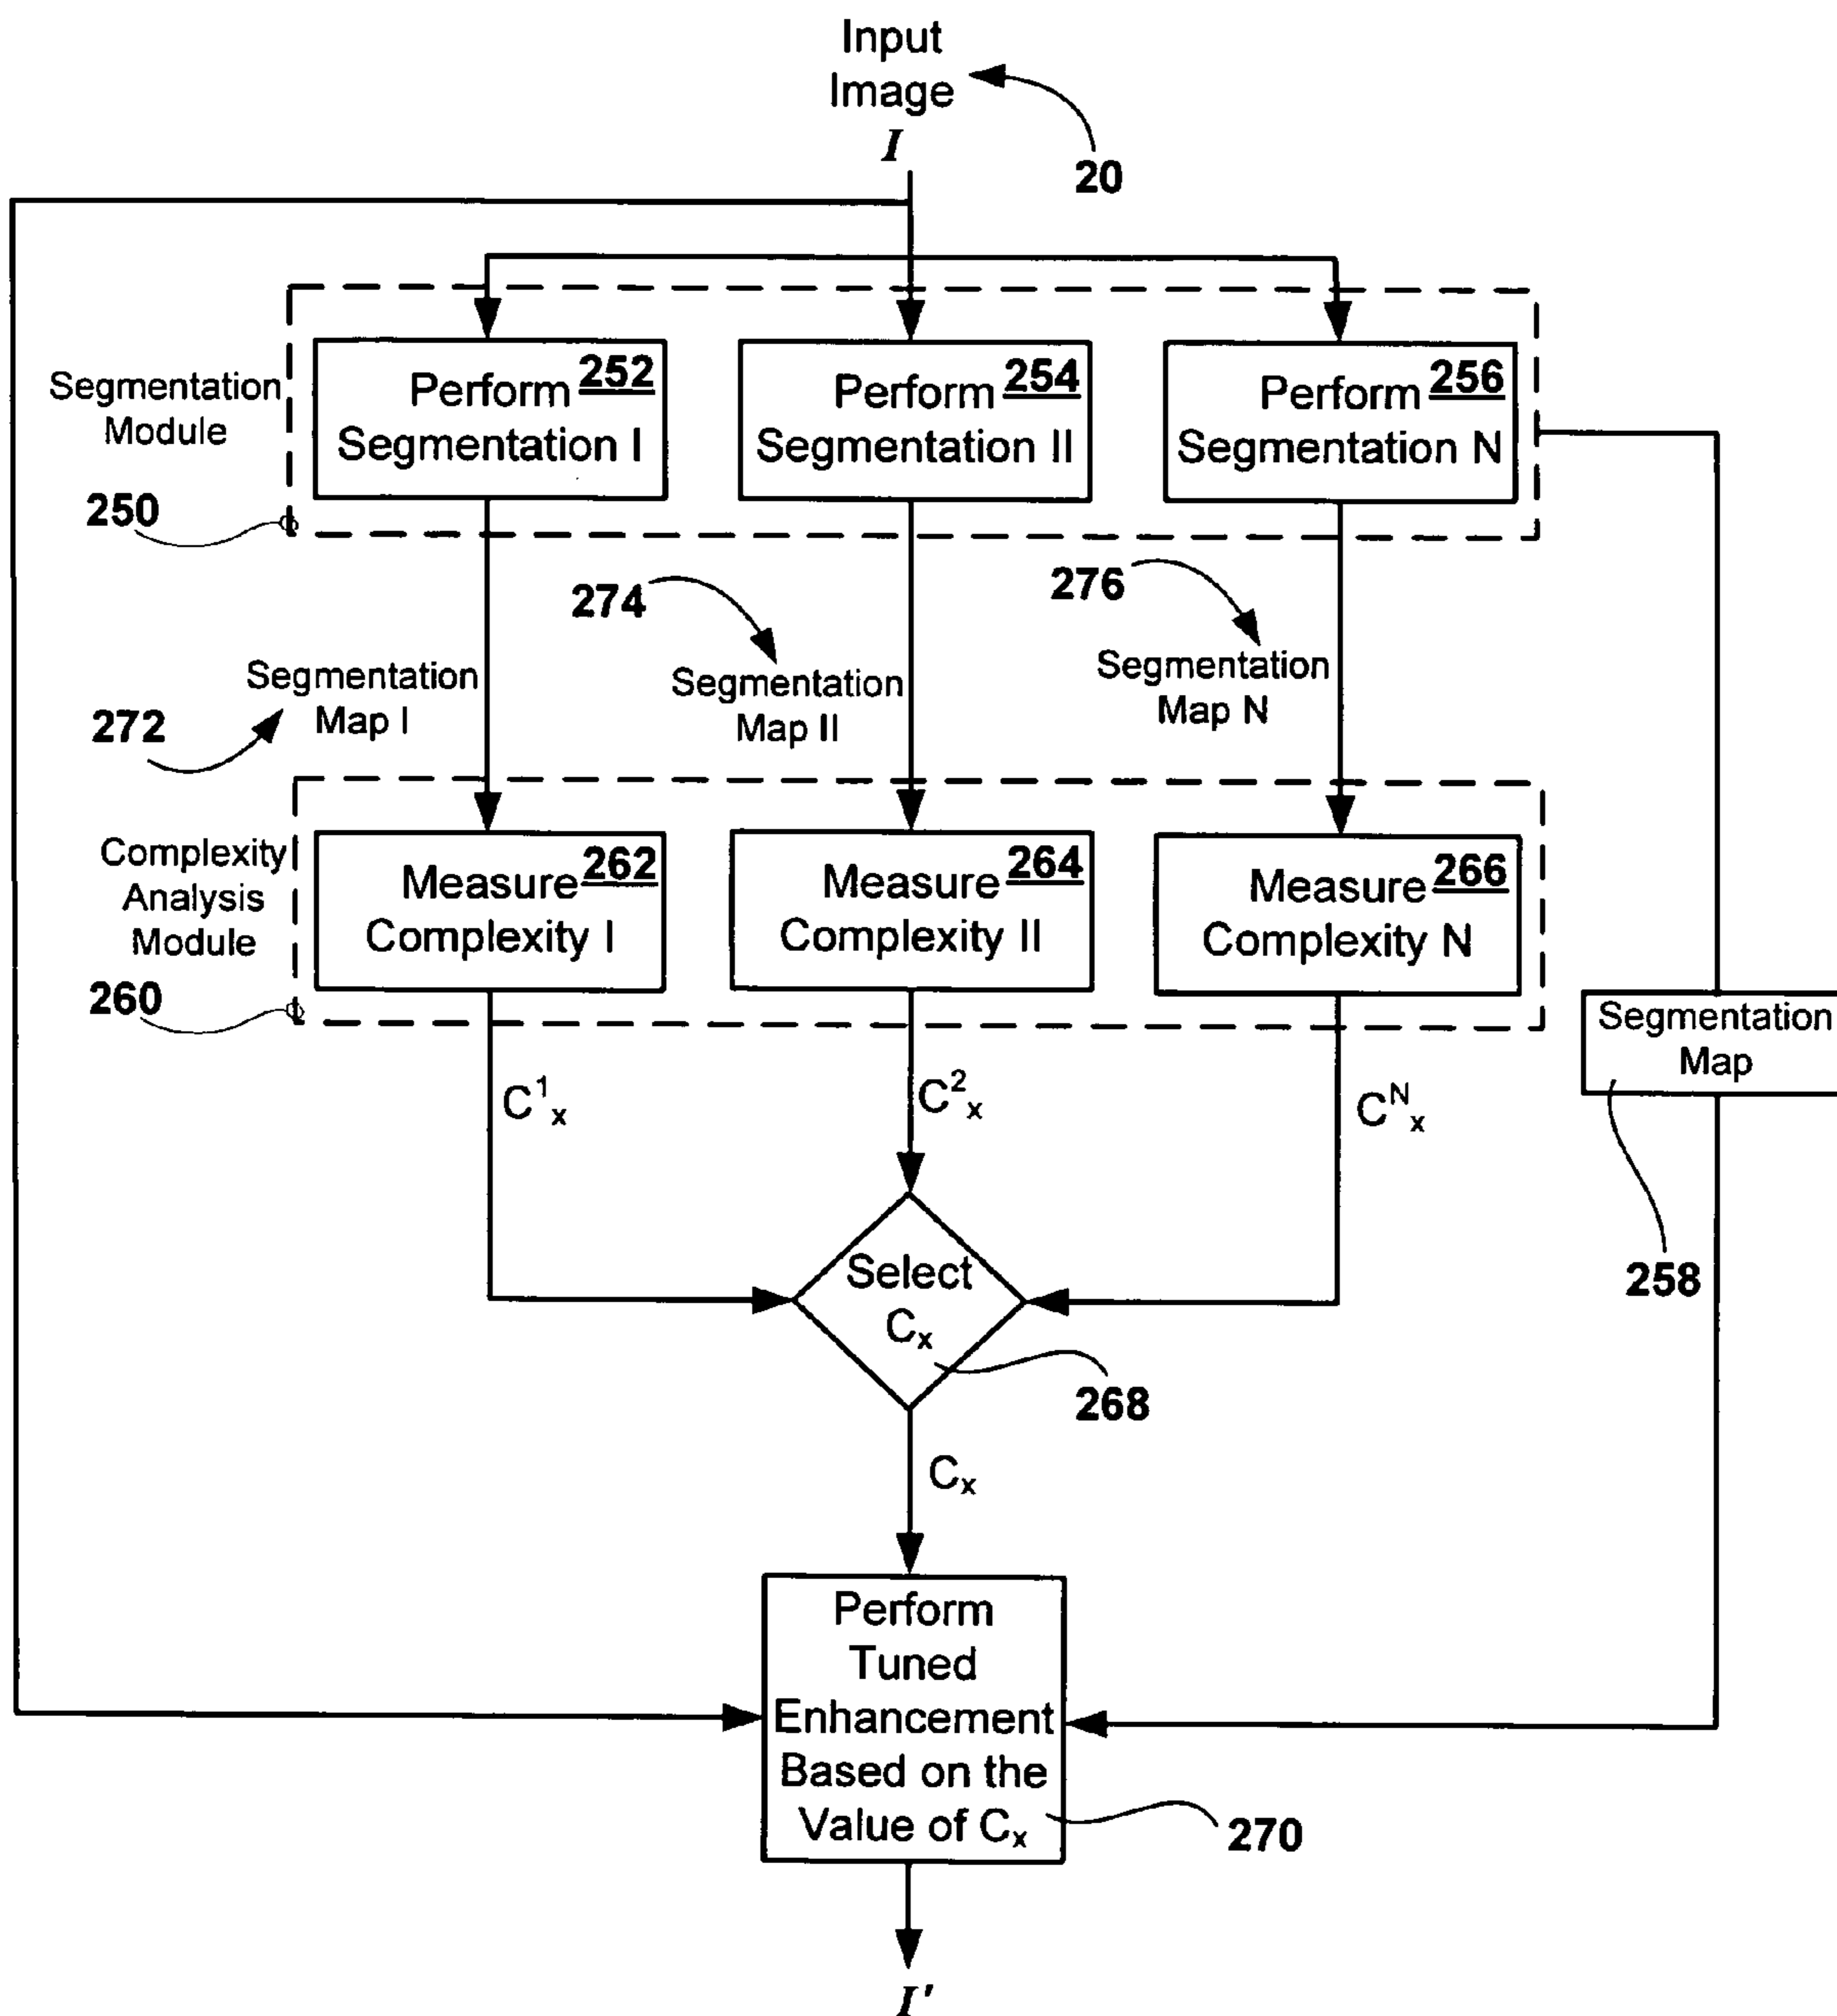 Input
Image
I
20
Segmentation
Module
250
Perform 252
Segmentation I
Perform 254
Segmentation II
Perform 256
Segmentation N
274
276
272
Segmentation
Map I
Segmentation
Map II
Segmentation
Map N
Complexity
Analysis
Module
260
Measure 262
Complexity I
Measure 264
Complexity II
Measure 266
Complexity N
Segmentation
Map
258
C¹ₓ
C²ₓ
Cᴺₓ
Select
Cₓ
268
Cₓ
Perform
Tuned
Enhancement
Based on the
Value of Cₓ
270
I'